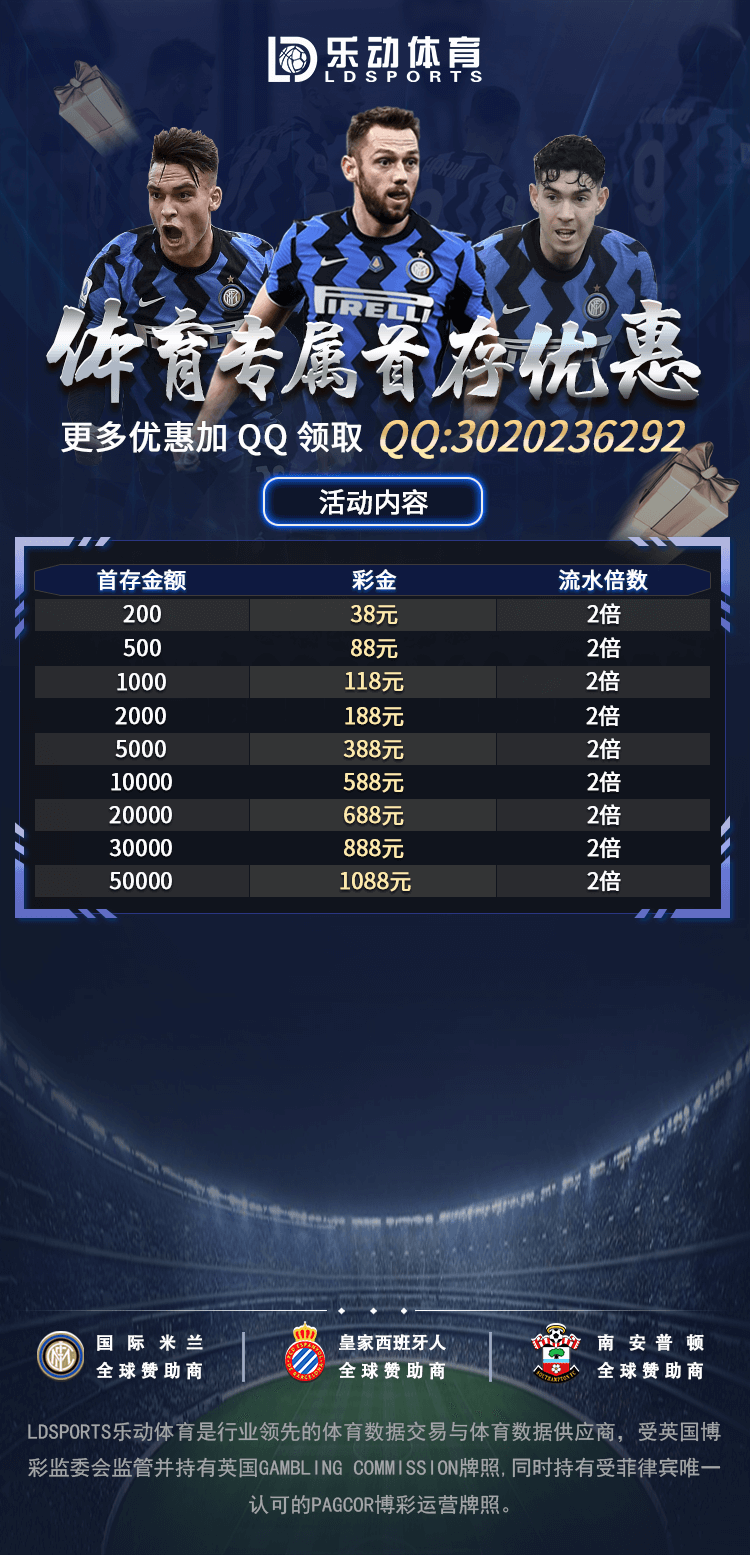 乐动体育
LDSPORTS
PIRELLI
体育专属首存优惠
更多优惠加 QQ 领取 QQ:3020236292
活动内容
首存金额 彩金 流水倍数
200 38元 2倍
500 88元 2倍
1000 118元 2倍
2000 188元 2倍
5000 388元 2倍
10000 588元 2倍
20000 688元 2倍
30000 888元 2倍
50000 1088元 2倍
国际米兰 皇家西班牙人 南安普顿
全球赞助商 全球赞助商 全球赞助商
LDSPORTS乐动体育是行业领先的体育数据交易与体育数据供应商，受英国博
彩监委会监管并持有英国GAMBLING COMMISSION牌照,同时持有受菲律宾唯一
认可的PAGCOR博彩运营牌照。